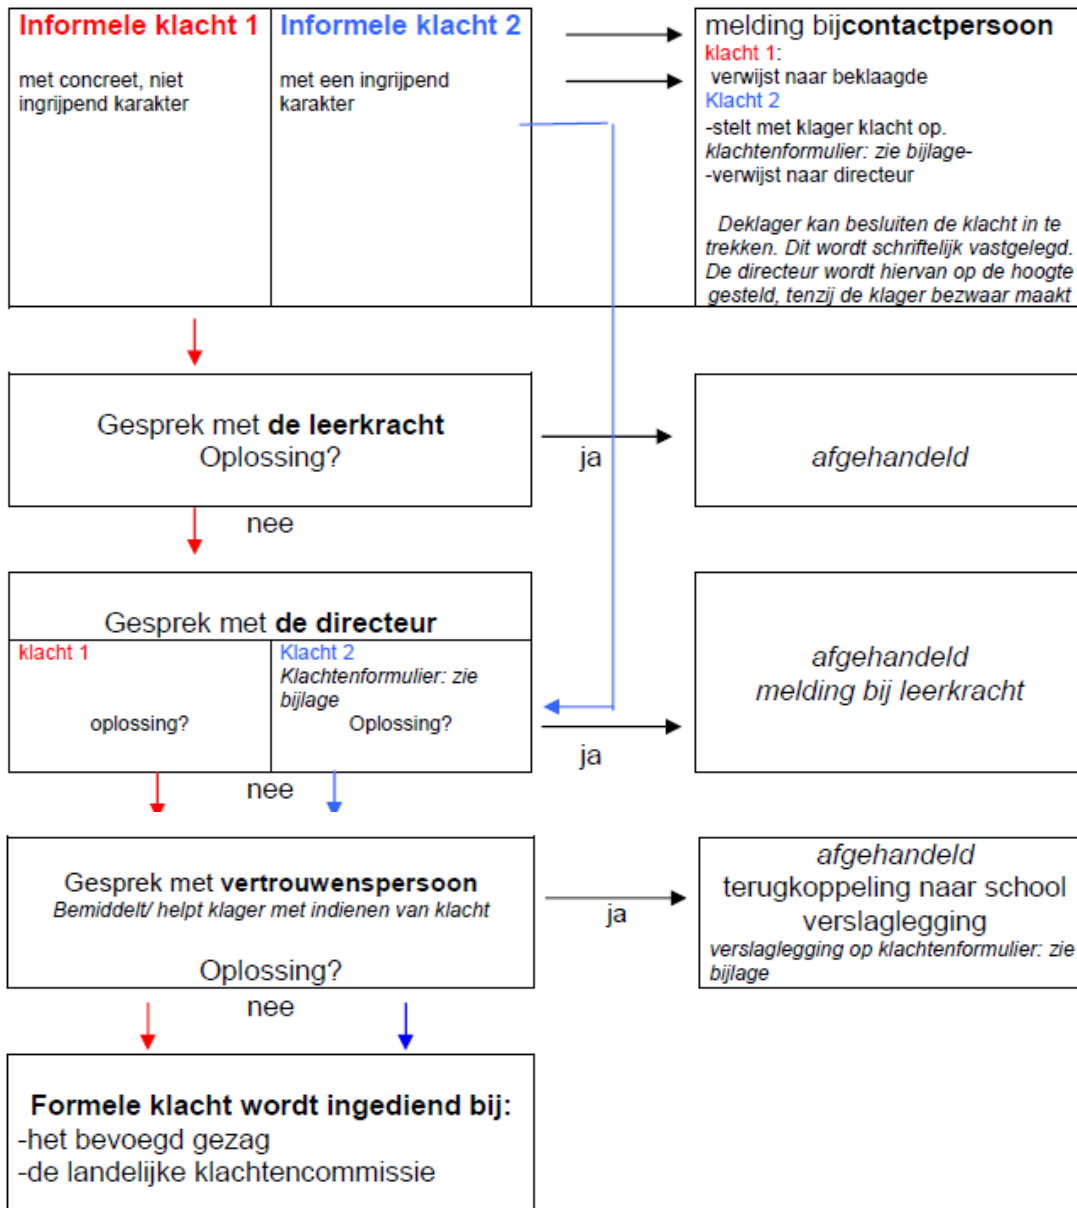 Informele klacht 1
met concreet, niet
ingrijpend karakter
Informele klacht 2
met een ingrijpend
karakter
melding bijcontactpersoon
klacht 1:
verwijst naar beklaagde
Klacht 2
-stelt met klager klacht op.
klachtenformulier: zie bijlage-
-verwijst naar directeur
Deklager kan besluiten de klacht in te
trekken. Dit wordt schriftelijk vastgelegd.
De directeur wordt hiervan op de hoogte
gesteld, tenzij de klager bezwaar maakt
Gesprek met de leerkracht
Oplossing?
ja
afgehandeld
nee
Gesprek met de directeur
klacht 1
oplossing?
Klacht 2
Klachtenformulier: zie
bijlage
Oplossing?
ja
afgehandeld
melding bij leerkracht
nee
Gesprek met vertrouwenspersoon
Bemiddelt/ helpt klager met indienen van klacht
Oplossing?
ja
afgehandeld
terugkoppeling naar school
verslaglegging
verslaglegging op klachtenformulier: zie
bijlage
nee
Formele klacht wordt ingediend bij:
-het bevoegd gezag
-de landelijke klachtencommissie